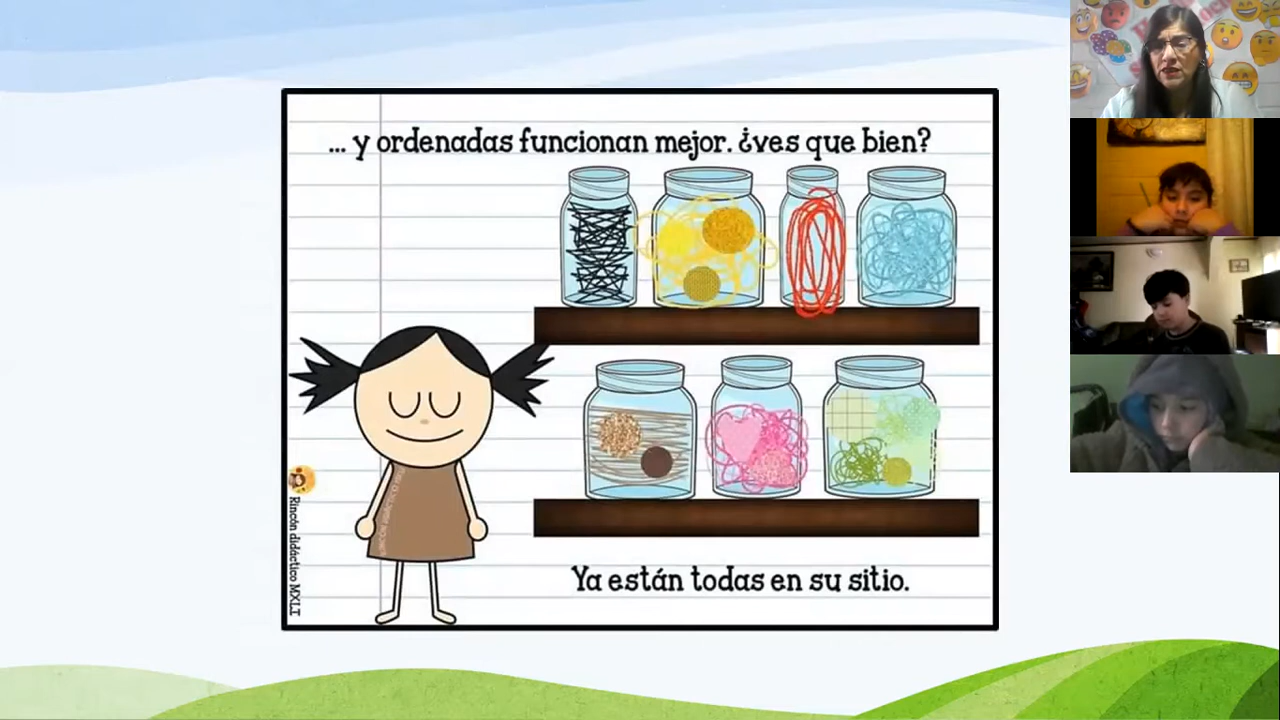 ... y ordenadas funcionan mejor. ¿ves que bien?
Ya están todas en su sitio.
Rincón didáctico MXLI